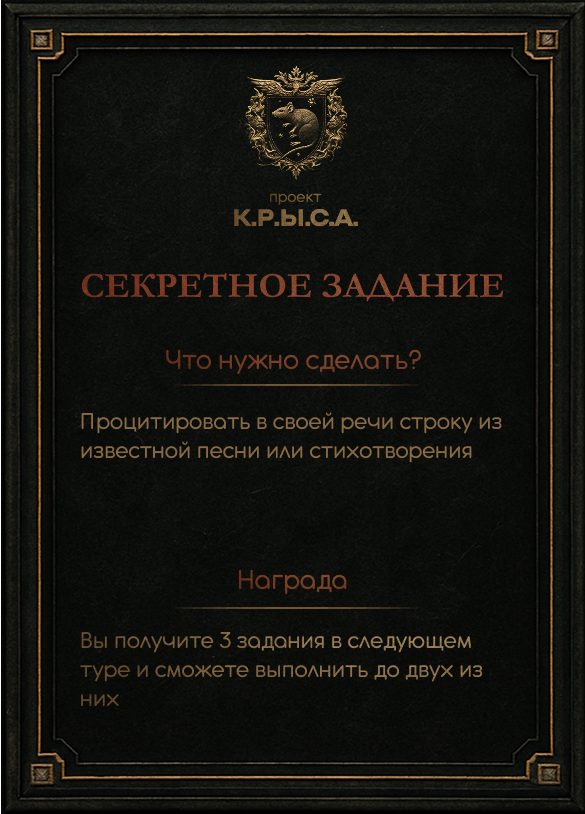 проект
К.Р.Ы.С.А.
СЕКРЕТНОЕ ЗАДАНИЕ
Что нужно сделать?
Процитировать в своей речи строку из
известной песни или стихотворения
Награда
Вы получите 3 задания в следующем
туре и сможете выполнить до двух из
них